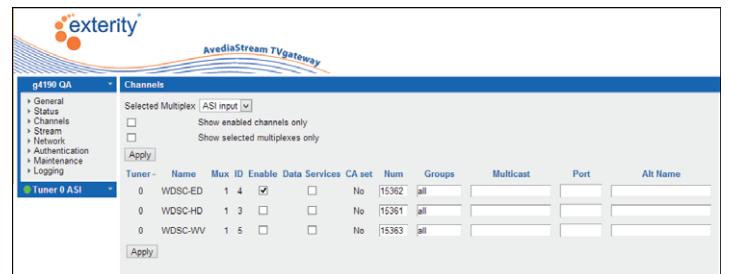 exterity
AvediaStream TVgateway
g4190 QA
Channels
General
Status
Channels
Stream
Network
Authentication
Maintenance
Logging
Tuner 0 ASI
Selected Multiplex ASI input
Show enabled channels only
Show selected multiplexes only
Apply
Tuner Name Mux ID Enable Data Services CA set Num Groups Multicast Port Alt Name
0 WDSC-ED 1 4 No 15362 all
0 WDSC-HD 1 3 No 15361 all
0 WDSC-WV 1 5 No 15363 all
Apply